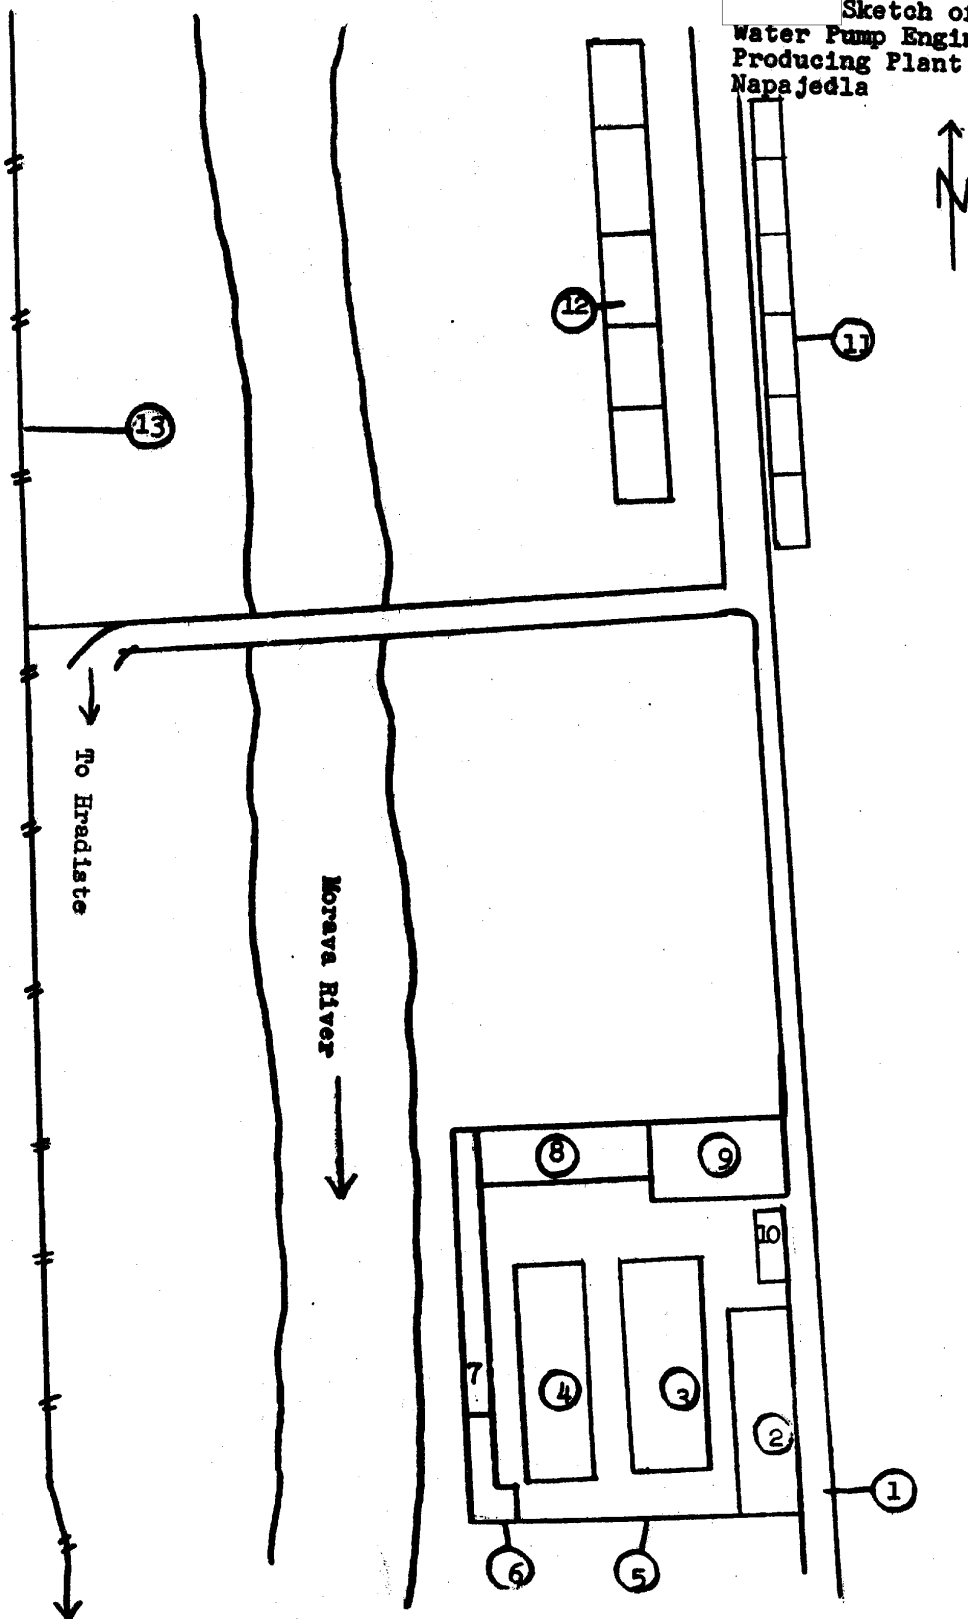 Sketch of
Water Pump Engin
Producing Plant
Napajedla
N
12
11
13
To Hradiste
Morava River
8
9
10
7
4
3
2
1
6
5